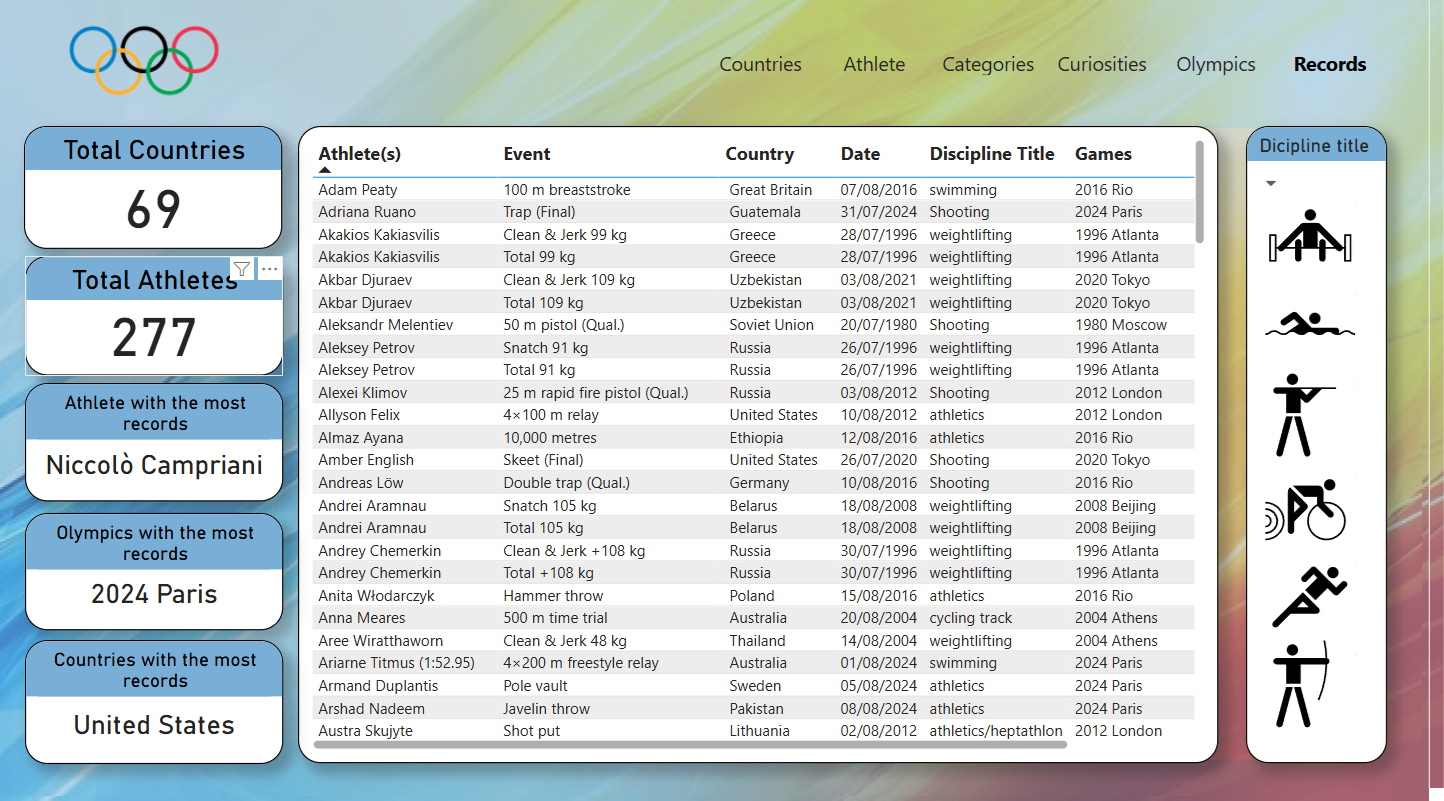 Countries Athlete Categories Curiosities Olympics Records
Total Countries
69
Total Athletes
277
Athlete with the most
records
Niccolò Campriani
Olympics with the most
records
2024 Paris
Countries with the most
records
United States
Athlete(s) Event Country Date Discipline Title Games
Adam Peaty 100 m breaststroke Great Britain 07/08/2016 swimming 2016 Rio
Adriana Ruano Trap (Final) Guatemala 31/07/2024 Shooting 2024 Paris
Akakios Kakiasvilis Clean & Jerk 99 kg Greece 28/07/1996 weightlifting 1996 Atlanta
Akakios Kakiasvilis Total 99 kg Greece 28/07/1996 weightlifting 1996 Atlanta
Akbar Djuraev Clean & Jerk 109 kg Uzbekistan 03/08/2021 weightlifting 2020 Tokyo
Akbar Djuraev Total 109 kg Uzbekistan 03/08/2021 weightlifting 2020 Tokyo
Aleksandr Melentiev 50 m pistol (Qual.) Soviet Union 20/07/1980 Shooting 1980 Moscow
Aleksey Petrov Snatch 91 kg Russia 26/07/1996 weightlifting 1996 Atlanta
Aleksey Petrov Total 91 kg Russia 26/07/1996 weightlifting 1996 Atlanta
Alexei Klimov 25 m rapid fire pistol (Qual.) Russia 03/08/2012 Shooting 2012 London
Allyson Felix 4×100 m relay United States 10/08/2012 athletics 2012 London
Almaz Ayana 10,000 metres Ethiopia 12/08/2016 athletics 2016 Rio
Amber English Skeet (Final) United States 26/07/2020 Shooting 2020 Tokyo
Andreas Löw Double trap (Qual.) Germany 10/08/2016 Shooting 2016 Rio
Andrei Aramnau Snatch 105 kg Belarus 18/08/2008 weightlifting 2008 Beijing
Andrei Aramnau Total 105 kg Belarus 18/08/2008 weightlifting 2008 Beijing
Andrey Chemerkin Clean & Jerk +108 kg Russia 30/07/1996 weightlifting 1996 Atlanta
Andrey Chemerkin Total +108 kg Russia 30/07/1996 weightlifting 1996 Atlanta
Anita Włodarczyk Hammer throw Poland 15/08/2016 athletics 2016 Rio
Anna Meares 500 m time trial Australia 20/08/2004 cycling track 2004 Athens
Aree Wiratthaworn Clean & Jerk 48 kg Thailand 14/08/2004 weightlifting 2004 Athens
Ariarne Titmus (1:52.95) 4×200 m freestyle relay Australia 01/08/2024 swimming 2024 Paris
Armand Duplantis Pole vault Sweden 05/08/2024 athletics 2024 Paris
Arshad Nadeem Javelin throw Pakistan 08/08/2024 athletics 2024 Paris
Austra Skujyte Shot put Lithuania 02/08/2012 athletics/heptathlon 2012 London
Dicipline title